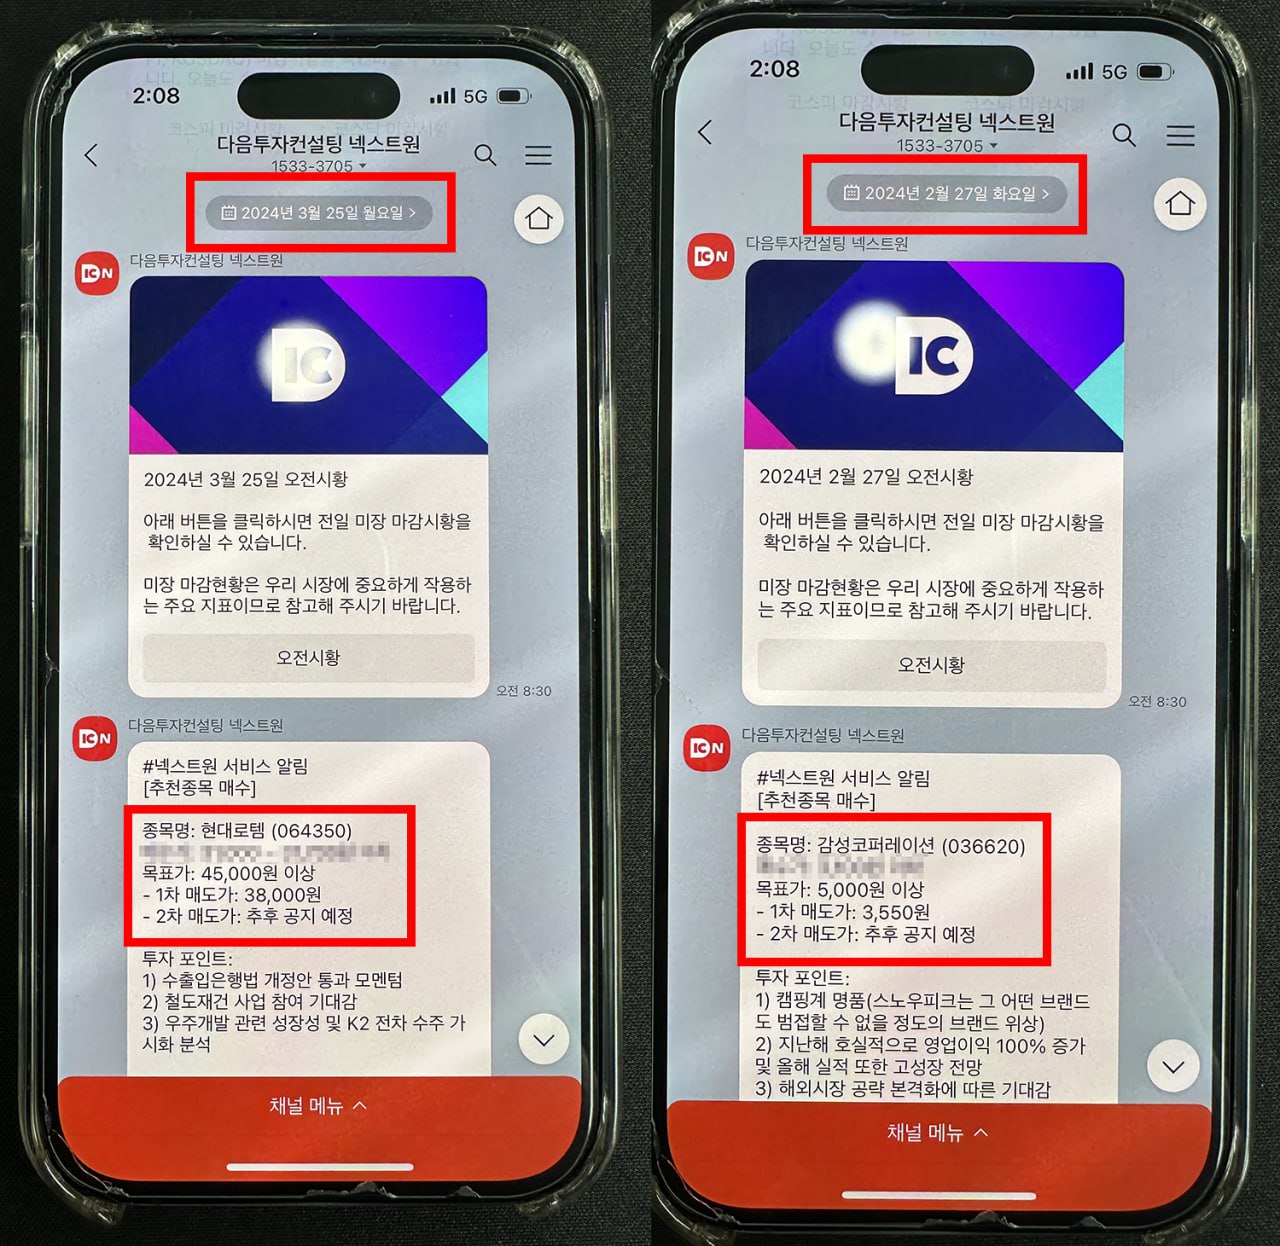 2:08
5G
다음투자컨설팅 넥스트원
1533-3705
2024년 3월 25일 월요일 >
다음투자컨설팅 넥스트원
IC N
IC
2024년 3월 25일 오전시황
아래 버튼을 클릭하시면 전일 미장 마감시황을
확인하실 수 있습니다.
미장 마감현황은 우리 시장에 중요하게 작용하
는 주요 지표이므로 참고해 주시기 바랍니다.
오전시황
오전 8:30
다음투자컨설팅 넥스트원
IC N
#넥스트원 서비스 알림
[추천종목 매수]
종목명: 현대로템 (064350)
목표가: 45,000원 이상
- 1차 매도가: 38,000원
- 2차 매도가: 추후 공지 예정
투자 포인트:
1) 수출입은행법 개정안 통과 모멘텀
2) 철도재건 사업 참여 기대감
3) 우주개발 관련 성장성 및 K2 전차 수주 가
시화 분석
채널 메뉴
2:08
5G
다음투자컨설팅 넥스트원
1533-3705
2024년 2월 27일 화요일 >
다음투자컨설팅 넥스트원
IC N
IC
2024년 2월 27일 오전시황
아래 버튼을 클릭하시면 전일 미장 마감시황을
확인하실 수 있습니다.
미장 마감현황은 우리 시장에 중요하게 작용하
는 주요 지표이므로 참고해 주시기 바랍니다.
오전시황
오전 8:30
다음투자컨설팅 넥스트원
IC N
#넥스트원 서비스 알림
[추천종목 매수]
종목명: 감성코퍼레이션 (036620)
목표가: 5,000원 이상
- 1차 매도가: 3,550원
- 2차 매도가: 추후 공지 예정
투자 포인트:
1) 캠핑계 명품(스노우피크는 그 어떤 브랜드
도 범접할 수 없을 정도의 브랜드 위상)
2) 지난해 호실적으로 영업이익 100% 증가
및 올해 실적 또한 고성장 전망
3) 해외시장 공략 본격화에 따른 기대감
채널 메뉴